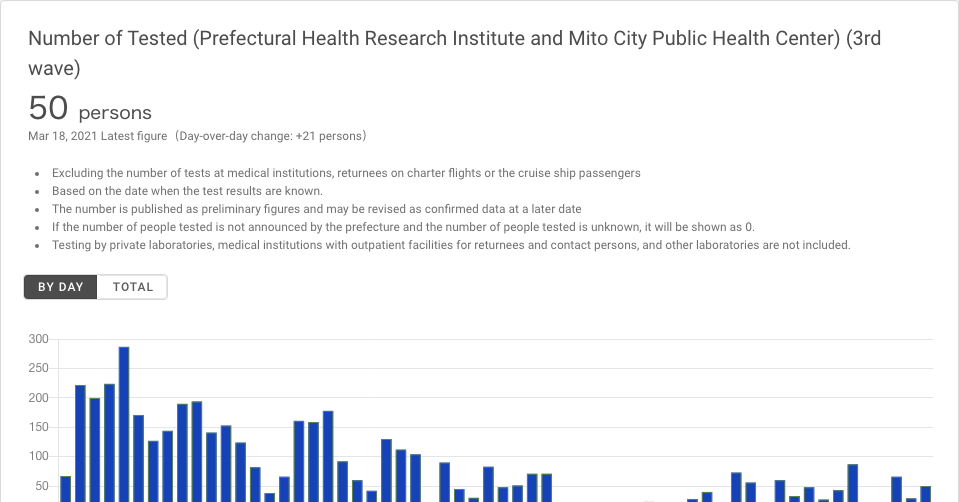 Number of Tested (Prefectural Health Research Institute and Mito City Public Health Center) (3rd
wave)
50 persons
Mar 18, 2021 Latest figure（Day-over-day change: +21 persons）
• Excluding the number of tests at medical institutions, returnees on charter flights or the cruise ship passengers
• Based on the date when the test results are known.
• The number is published as preliminary figures and may be revised as confirmed data at a later date
• If the number of people tested is not announced by the prefecture and the number of people tested is unknown, it will be shown as 0.
• Testing by private laboratories, medical institutions with outpatient facilities for returnees and contact persons, and other laboratories are not included.
BY DAY TOTAL
300
250
200
150
100
50